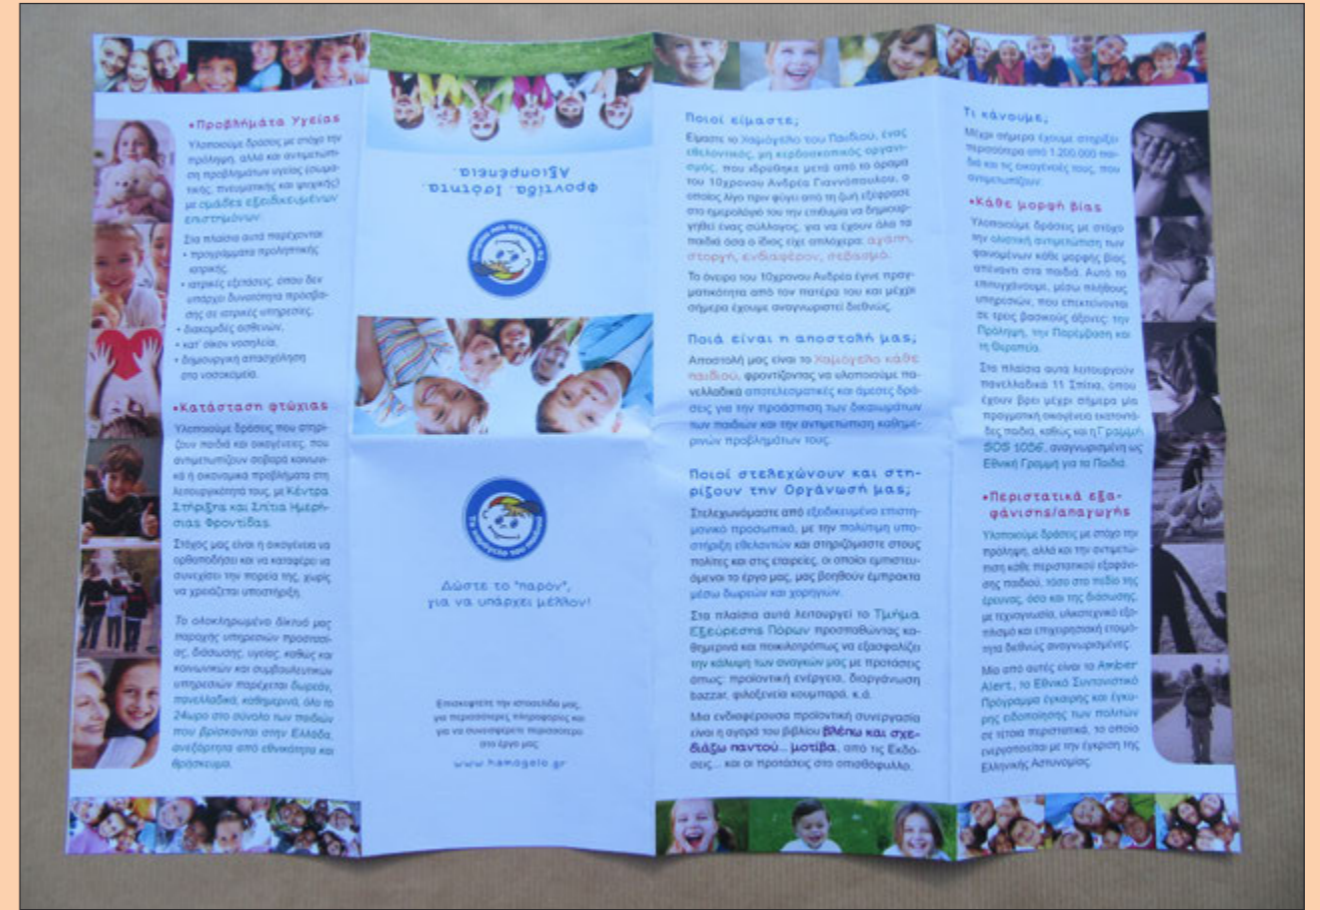 •Προβλήματα Υγείας
Υλοποιούμε δράσεις με στόχο την
πρόληψη, αλλά και αντιμετώπι-
ση προβλημάτων υγείας (σωμα-
τικής, πνευματικής και ψυχικής)
με ομάδες εξειδικευμένων
επιστημόνων.
Στα πλαίσια αυτά παρέχονται:
• προγράμματα προληπτικής
ιατρικής,
• ιατρικές εξετάσεις, όπου δεν
υπάρχει δυνατότητα πρόσβα-
σης σε ιατρικές υπηρεσίες,
• διακομιδές ασθενών,
• κατ' οίκον νοσηλεία,
• δημιουργική απασχόληση
στα νοσοκομεία.
•Κατάσταση φτώχιας
Υλοποιούμε δράσεις που στηρί-
ζουν παιδιά και οικογένειες, που
αντιμετωπίζουν σοβαρά κοινωνι-
κά ή οικονομικά προβλήματα στη
λειτουργικότητά τους, με Κέντρα
Στήριξης και Σπίτια Ημερή-
σιας Φροντίδας.
Στόχος μας είναι η οικογένεια να
ορθοποδήσει και να καταφέρει να
συνεχίσει την πορεία της, χωρίς
να χρειάζεται υποστήριξη.
Το ολοκληρωμένο δίκτυό μας
παροχής υπηρεσιών προστασί-
ας, διάσωσης, υγείας, καθώς και
κοινωνικών και συμβουλευτικών
υπηρεσιών παρέχεται δωρεάν,
πανελλαδικά, καθημερινά, όλο το
24ωρο στο σύνολο των παιδιών
που βρίσκονται στην Ελλάδα,
ανεξάρτητα από εθνικότητα και
θρήσκευμα.
Φροντίδα. Ισότητα.
Αξιοπρέπεια.
Το χαμόγελο του παιδιού
Το χαμόγελο του παιδιού
Δώστε το "παρόν",
για να υπάρχει μέλλον!
Επισκεφτείτε την ιστοσελίδα μας,
για περισσότερες πληροφορίες και
για να συνεισφέρετε περισσότερο
στο έργο μας:
www.hamogelo.gr
Ποιοί είμαστε;
Είμαστε το Χαμόγελο του Παιδιού, ένας
εθελοντικός, μη κερδοσκοπικός οργανι-
σμός, που ιδρύθηκε μετά από το όραμα
του 10χρονου Ανδρέα Γιαννόπουλου, ο
οποίος λίγο πριν φύγει από τη ζωή εξέφρασε
στο ημερολόγιό του την επιθυμία να δημιουρ-
γηθεί ένας σύλλογος, για να έχουν όλα τα
παιδιά όσα ο ίδιος είχε απλόχερα: αγάπη,
στοργή, ενδιαφέρον, σεβασμό.
Το όνειρο του 10χρονου Ανδρέα έγινε πραγ-
ματικότητα από τον πατέρα του και μέχρι
σήμερα έχουμε αναγνωριστεί διεθνώς.
Ποιά είναι η αποστολή μας;
Αποστολή μας είναι το Χαμόγελο κάθε
παιδιού, φροντίζοντας να υλοποιούμε πα-
νελλαδικά αποτελεσματικές και άμεσες δρά-
σεις για την προάσπιση των δικαιωμάτων
των παιδιών και την αντιμετώπιση καθημε-
ρινών προβλημάτων τους.
Ποιοί στελεχώνουν και στη-
ρίζουν την Οργάνωσή μας;
Στελεχωνόμαστε από εξειδικευμένο επιστη-
μονικό προσωπικό, με την πολύτιμη υπο-
στήριξη εθελοντών και στηριζόμαστε στους
πολίτες και στις εταιρείες, οι οποίοι εμπιστευ-
όμενοι το έργο μας, μας βοηθούν έμπρακτα
μέσω δωρεών και χορηγιών.
Στα πλαίσια αυτά λειτουργεί το Τμήμα
Εξεύρεσης Πόρων προσπαθώντας κα-
θημερινά και ποικιλοτρόπως να εξασφαλίζει
την κάλυψη των αναγκών μας με προτάσεις
όπως: προϊοντική ενέργεια, διοργάνωση
bazzar, φιλοξενεία κουμπαρά, κ.ά.
Μια ενδιαφέρουσα προϊοντική συνεργασία
είναι η αγορά του βιβλίου βλέπω και σχε-
διάζω παντού... μοτίβα, από τις Εκδό-
σεις... και οι προτάσεις στο οπισθόφυλλο.
Τι κάνουμε;
Μέχρι σήμερα έχουμε στηρίξει
περισσότερα από 1.200.000 παι-
διά και τις οικογένειές τους, που
αντιμετωπίζουν:
•Κάθε μορφή βίας
Υλοποιούμε δράσεις με στόχο
την ολιστική αντιμετώπιση των
φαινομένων κάθε μορφής βίας
απέναντι στα παιδιά. Αυτό το
επιτυγχάνουμε, μέσω πλήθους
υπηρεσιών, που επεκτείνονται
σε τρεις βασικούς άξονες: την
Πρόληψη, την Παρέμβαση και
τη Θεραπεία.
Στα πλαίσια αυτά λειτουργούν
πανελλαδικά 11 Σπίτια, όπου
έχουν βρει μέχρι σήμερα μία
πραγματική οικογένεια εκατοντά-
δες παιδιά, καθώς και η Γραμμή
SOS 1056, αναγνωρισμένη ως
Εθνική Γραμμή για τα Παιδιά.
•Περιστατικά εξα-
φάνισης/απαγωγής
Υλοποιούμε δράσεις με στόχο την
πρόληψη, αλλά και την αντιμετώ-
πιση κάθε περιστατικού εξαφάνι-
σης παιδιού, τόσο στο πεδίο της
έρευνας, όσο και της διάσωσης,
με τεχνογνωσία, υλικοτεχνικό εξο-
πλισμό και επιχειρησιακή ετοιμό-
τητα διεθνώς αναγνωρισμένες.
Μία από αυτές είναι το Amber
Alert, το Εθνικό Συντονιστικό
Πρόγραμμα έγκαιρης και έγκυ-
ρης ειδοποίησης των πολιτών
σε τέτοια περιστατικά, το οποίο
ενεργοποιείται με την έγκριση της
Ελληνικής Αστυνομίας.